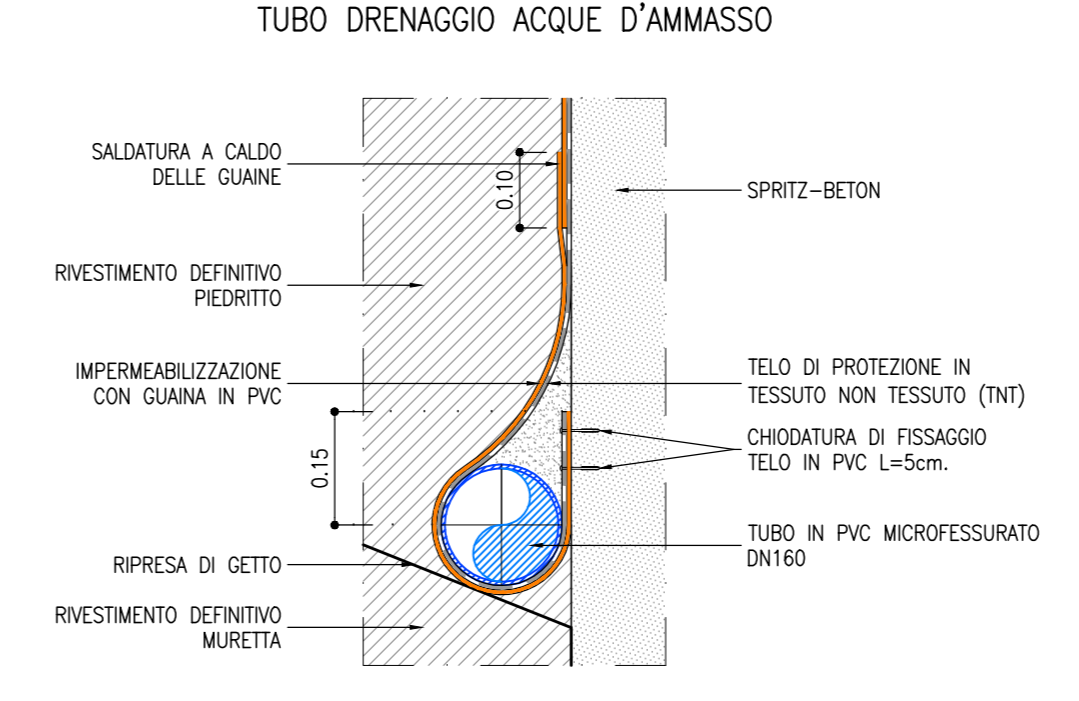 TUBO DRENAGGIO ACQUE D'AMMASSO
SALDATURA A CALDO
DELLE GUAINE
0.10
SPRITZ-BETON
RIVESTIMENTO DEFINITIVO
PIEDRITTO
IMPERMEABILIZZAZIONE
CON GUAINA IN PVC
TELO DI PROTEZIONE IN
TESSUTO NON TESSUTO (TNT)
CHIODATURA DI FISSAGGIO
TELO IN PVC L=5cm.
0.15
TUBO IN PVC MICROFESSURATO
DN160
RIPRESA DI GETTO
RIVESTIMENTO DEFINITIVO
MURETTA